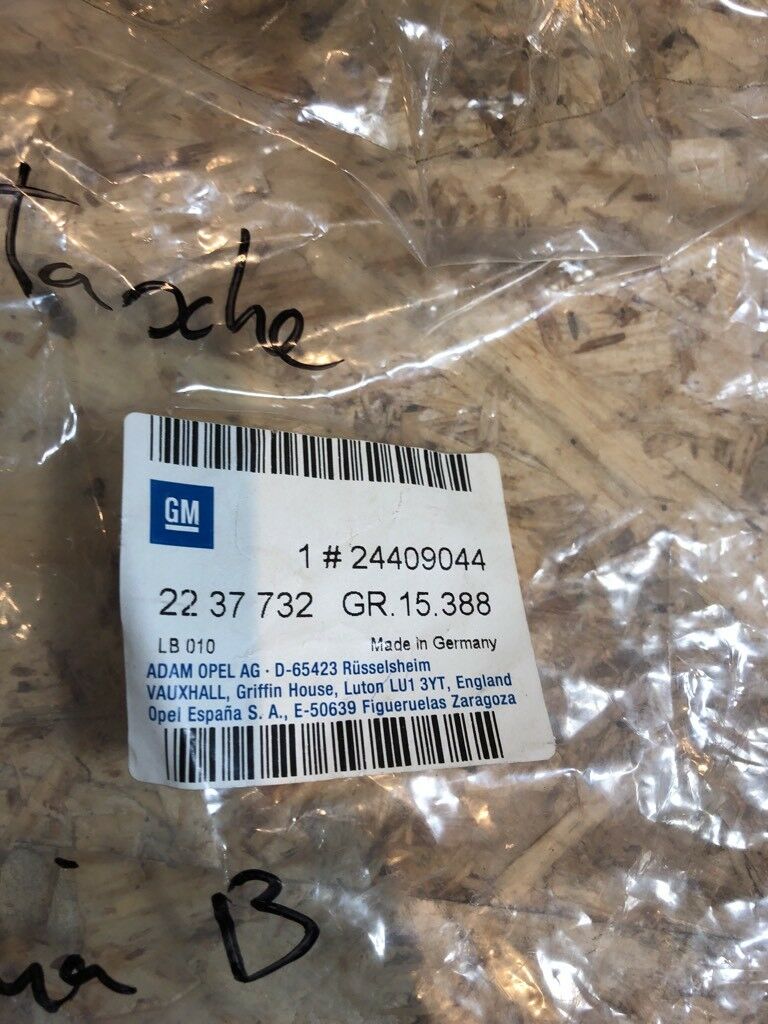 Tasche
GM
1 # 24409044
22 37 732 GR.15.388
LB 010 Made in Germany
ADAM OPEL AG · D-65423 Rüsselsheim
VAUXHALL, Griffin House, Luton LU1 3YT, England
Opel España S. A., E-50639 Figueruelas Zaragoza
B